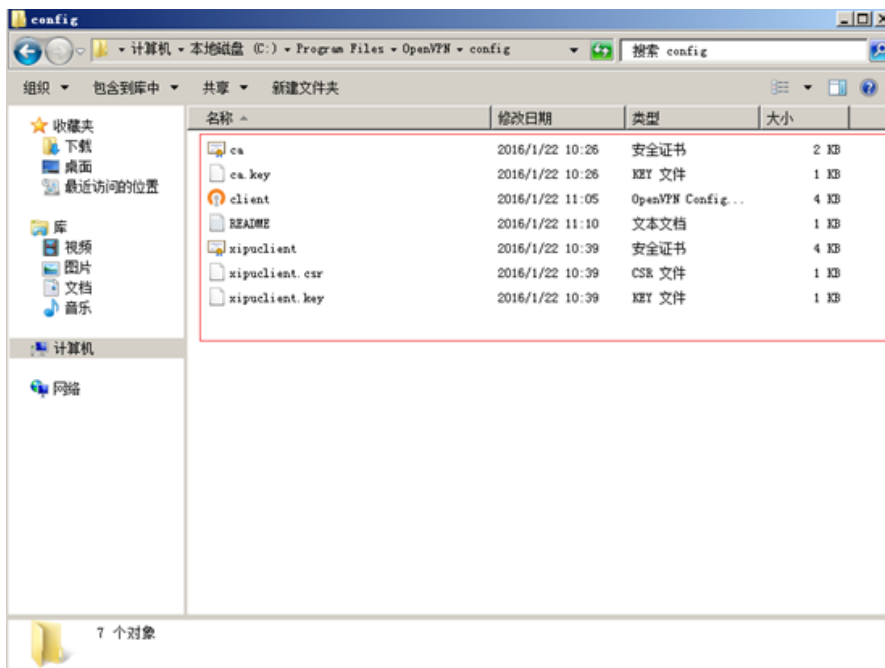 config
计算机 本地磁盘 (C:) Program Files OpenVPN config 搜索 config
组织 包含到库中 共享 新建文件夹
名称 修改日期 类型 大小
收藏夹
下载
桌面
最近访问的位置
库
视频
图片
文档
音乐
计算机
网络
ca 2016/1/22 10:26 安全证书 2 KB
ca.key 2016/1/22 10:26 KEY 文件 1 KB
client 2016/1/22 11:05 OpenVPN Config... 4 KB
README 2016/1/22 11:10 文本文档 1 KB
xipuclient 2016/1/22 10:39 安全证书 4 KB
xipuclient.csr 2016/1/22 10:39 CSR 文件 1 KB
xipuclient.key 2016/1/22 10:39 KEY 文件 1 KB
7 个对象